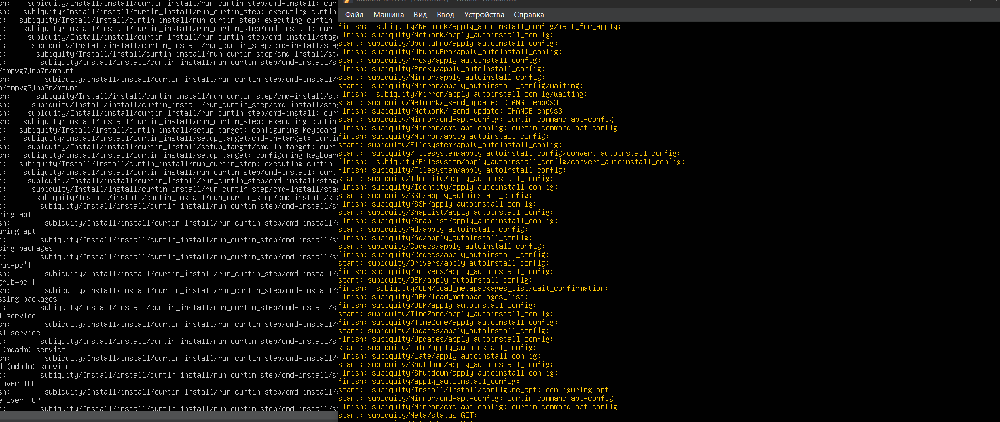 sh:     subiquity/Install/install/curtin_install/run_curtin_step/cmd-install: cur
t:   subiquity/Install/install/curtin_install/run_curtin_step: executing curtin
sh:   subiquity/Install/install/curtin_install/run_curtin_step: executing curtin
t:    subiquity/Install/install/curtin_install/run_curtin_step/cmd-install: curt
t:     subiquity/Install/install/curtin_install/run_curtin_step/cmd-install/stag
t:      subiquity/Install/install/curtin_install/run_curtin_step/cmd-install/sta
t:       subiquity/Install/install/curtin_install/run_curtin_step/cmd-install/st
t:        subiquity/Install/install/curtin_install/run_curtin_step/cmd-install/s
/tmpvg7jnb7n/mount
sh:        subiquity/Install/install/curtin_install/run_curtin_step/cmd-install/
/tmpvg7jnb7n/mount
sh:      subiquity/Install/install/curtin_install/run_curtin_step/cmd-install/st
sh:     subiquity/Install/install/curtin_install/run_curtin_step/cmd-install/sta
sh:    subiquity/Install/install/curtin_install/run_curtin_step/cmd-install: cur
sh:   subiquity/Install/install/curtin_install/run_curtin_step: executing curtin
t:   subiquity/Install/install/curtin_install/setup_target: configuring keyboard
t:    subiquity/Install/install/curtin_install/setup_target/cmd-in-target: curti
sh:    subiquity/Install/install/curtin_install/setup_target/cmd-in-target: curt
sh:   subiquity/Install/install/curtin_install/setup_target: configuring keyboar
t:   subiquity/Install/install/curtin_install/run_curtin_step: executing curtin
t:    subiquity/Install/install/curtin_install/run_curtin_step/cmd-install: curt
t:     subiquity/Install/install/curtin_install/run_curtin_step/cmd-install/stag
t:      subiquity/Install/install/curtin_install/run_curtin_step/cmd-install/sta
t:       subiquity/Install/install/curtin_install/run_curtin_step/cmd-install/st
t:        subiquity/Install/install/curtin_install/run_curtin_step/cmd-install/s
ring apt
sh:        subiquity/Install/install/curtin_install/run_curtin_step/cmd-install/
uring apt
t:        subiquity/Install/install/curtin_install/run_curtin_step/cmd-install/s
sing packages
t:        subiquity/Install/install/curtin_install/run_curtin_step/cmd-install/s
rub-pc']
sh:        subiquity/Install/install/curtin_install/run_curtin_step/cmd-install/
grub-pc']
sh:        subiquity/Install/install/curtin_install/run_curtin_step/cmd-install/
ssing packages
t:        subiquity/Install/install/curtin_install/run_curtin_step/cmd-install/s
i service
sh:        subiquity/Install/install/curtin_install/run_curtin_step/cmd-install/
si service
t:        subiquity/Install/install/curtin_install/run_curtin_step/cmd-install/s
(mdadm) service
sh:        subiquity/Install/install/curtin_install/run_curtin_step/cmd-install/
d (mdadm) service
t:        subiquity/Install/install/curtin_install/run_curtin_step/cmd-install/s
over TCP
sh:        subiquity/Install/install/curtin_install/run_curtin_step/cmd-install/
e over TCP
t:        subiquity/Install/install/curtin_install/run_curtin_step/cmd-install/s
Файл Машина Вид Ввод Устройства Справка
finish:  subiquity/Network/apply_autoinstall_config/wait_for_apply:
finish: subiquity/Network/apply_autoinstall_config:
start: subiquity/UbuntuPro/apply_autoinstall_config:
finish: subiquity/UbuntuPro/apply_autoinstall_config:
start: subiquity/Proxy/apply_autoinstall_config:
finish: subiquity/Proxy/apply_autoinstall_config:
start: subiquity/Mirror/apply_autoinstall_config:
start:  subiquity/Mirror/apply_autoinstall_config/waiting:
finish:  subiquity/Mirror/apply_autoinstall_config/waiting:
start: subiquity/Network/_send_update: CHANGE enp0s3
finish: subiquity/Network/_send_update: CHANGE enp0s3
start: subiquity/Mirror/cmd-apt-config: curtin command apt-config
finish: subiquity/Mirror/cmd-apt-config: curtin command apt-config
finish: subiquity/Mirror/apply_autoinstall_config:
start: subiquity/Filesystem/apply_autoinstall_config:
start:  subiquity/Filesystem/apply_autoinstall_config/convert_autoinstall_config:
finish:  subiquity/Filesystem/apply_autoinstall_config/convert_autoinstall_config:
finish: subiquity/Filesystem/apply_autoinstall_config:
start: subiquity/Identity/apply_autoinstall_config:
finish: subiquity/Identity/apply_autoinstall_config:
start: subiquity/SSH/apply_autoinstall_config:
finish: subiquity/SSH/apply_autoinstall_config:
start: subiquity/SnapList/apply_autoinstall_config:
finish: subiquity/SnapList/apply_autoinstall_config:
start: subiquity/Ad/apply_autoinstall_config:
finish: subiquity/Ad/apply_autoinstall_config:
start: subiquity/Codecs/apply_autoinstall_config:
finish: subiquity/Codecs/apply_autoinstall_config:
start: subiquity/Drivers/apply_autoinstall_config:
finish: subiquity/Drivers/apply_autoinstall_config:
start: subiquity/OEM/apply_autoinstall_config:
finish:  subiquity/OEM/load_metapackages_list/wait_confirmation:
finish: subiquity/OEM/load_metapackages_list:
finish: subiquity/OEM/apply_autoinstall_config:
start: subiquity/TimeZone/apply_autoinstall_config:
finish: subiquity/TimeZone/apply_autoinstall_config:
start: subiquity/Updates/apply_autoinstall_config:
finish: subiquity/Updates/apply_autoinstall_config:
start: subiquity/Late/apply_autoinstall_config:
finish: subiquity/Late/apply_autoinstall_config:
start: subiquity/Shutdown/apply_autoinstall_config:
finish: subiquity/Shutdown/apply_autoinstall_config:
finish: subiquity/apply_autoinstall_config:
start:  subiquity/Install/install/configure_apt: configuring apt
start: subiquity/Mirror/cmd-apt-config: curtin command apt-config
finish: subiquity/Mirror/cmd-apt-config: curtin command apt-config
start: subiquity/Meta/status_GET: